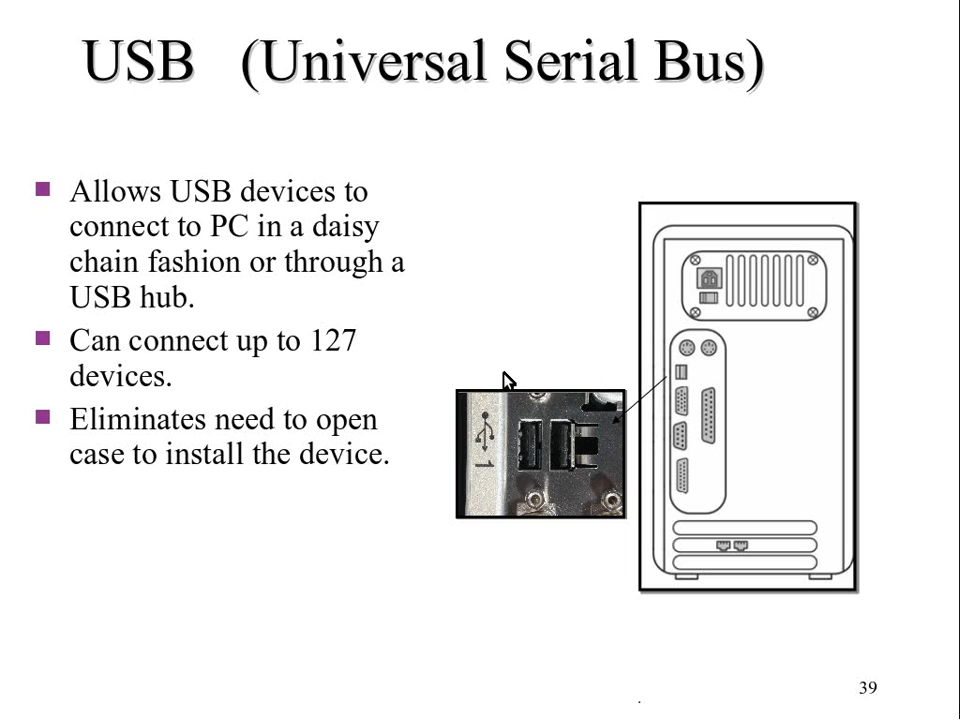 USB (Universal Serial Bus)
Allows USB devices to
connect to PC in a daisy
chain fashion or through a
USB hub.
Can connect up to 127
devices.
Eliminates need to open
case to install the device.
1
.
39